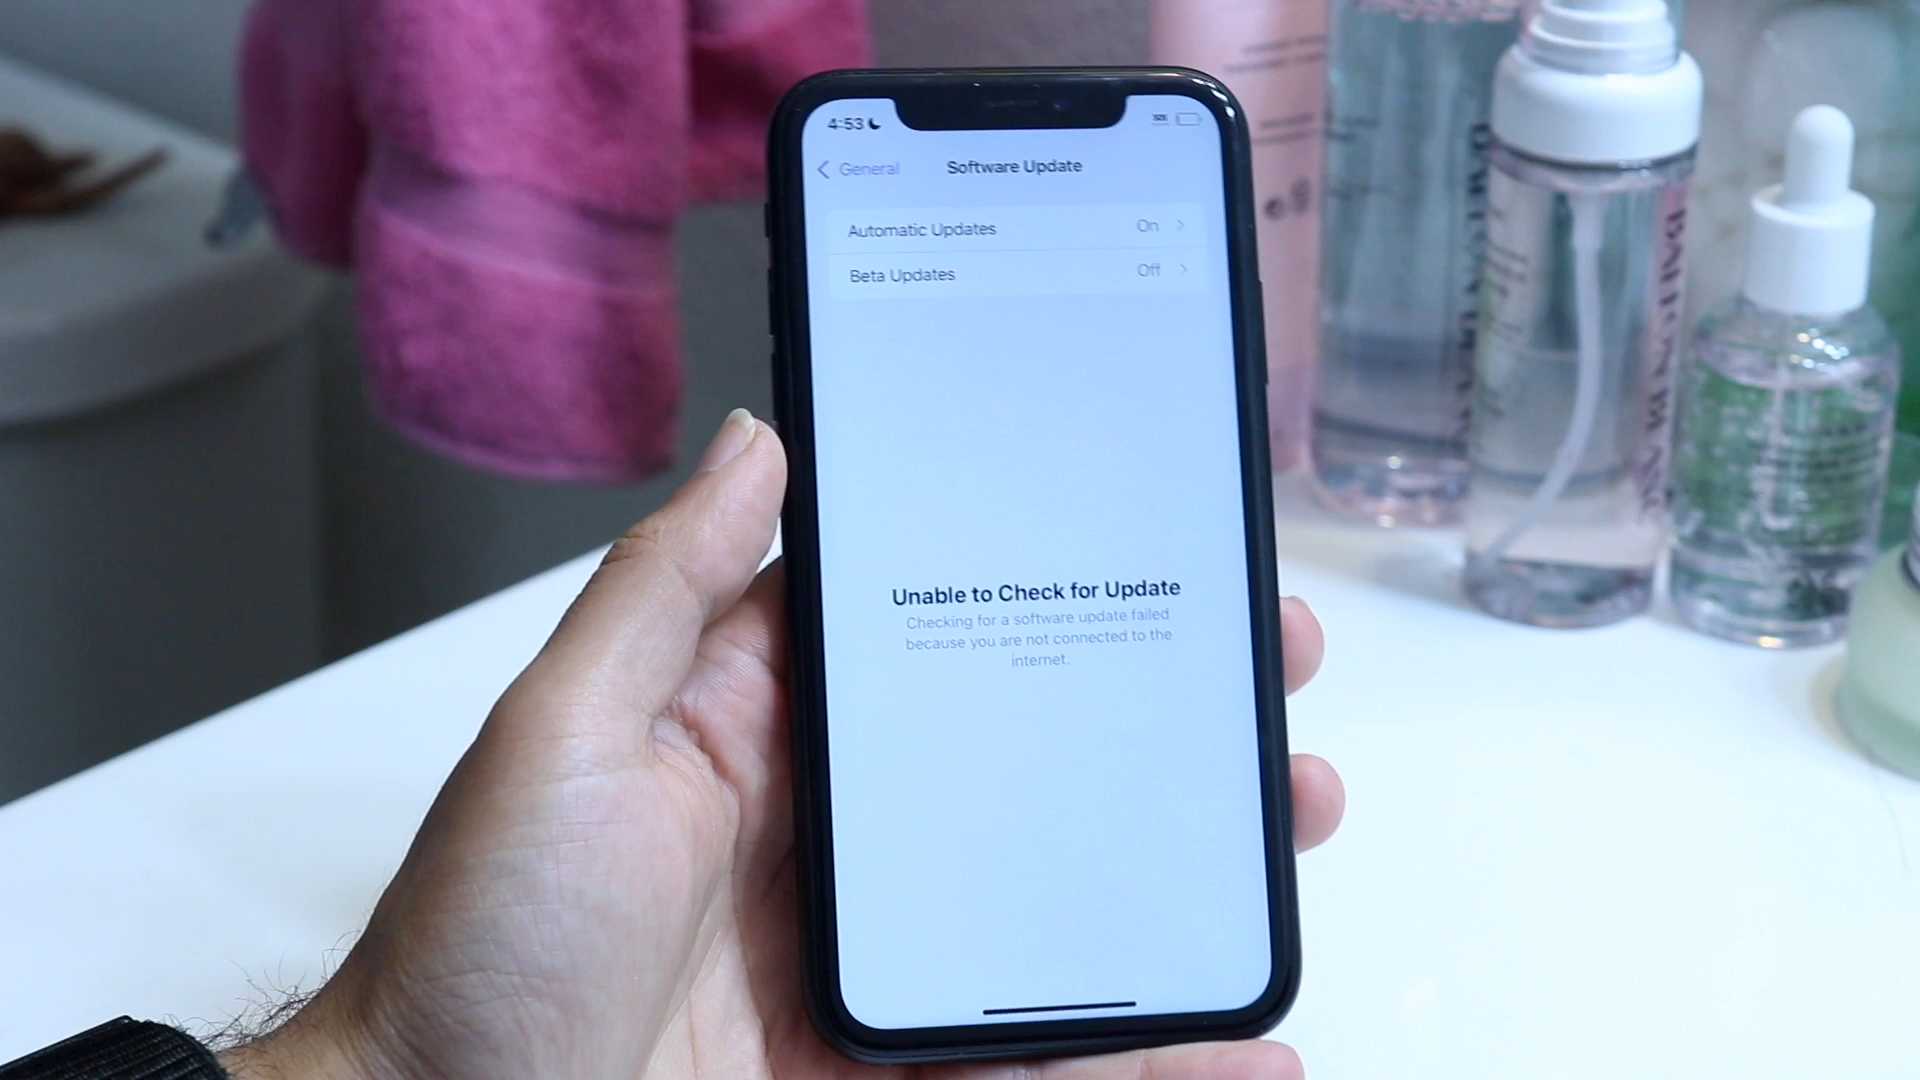 4:53
General
Software Update
Automatic Updates
On
Beta Updates
Off
Unable to Check for Update
Checking for a software update failed
because you are not connected to the
internet.